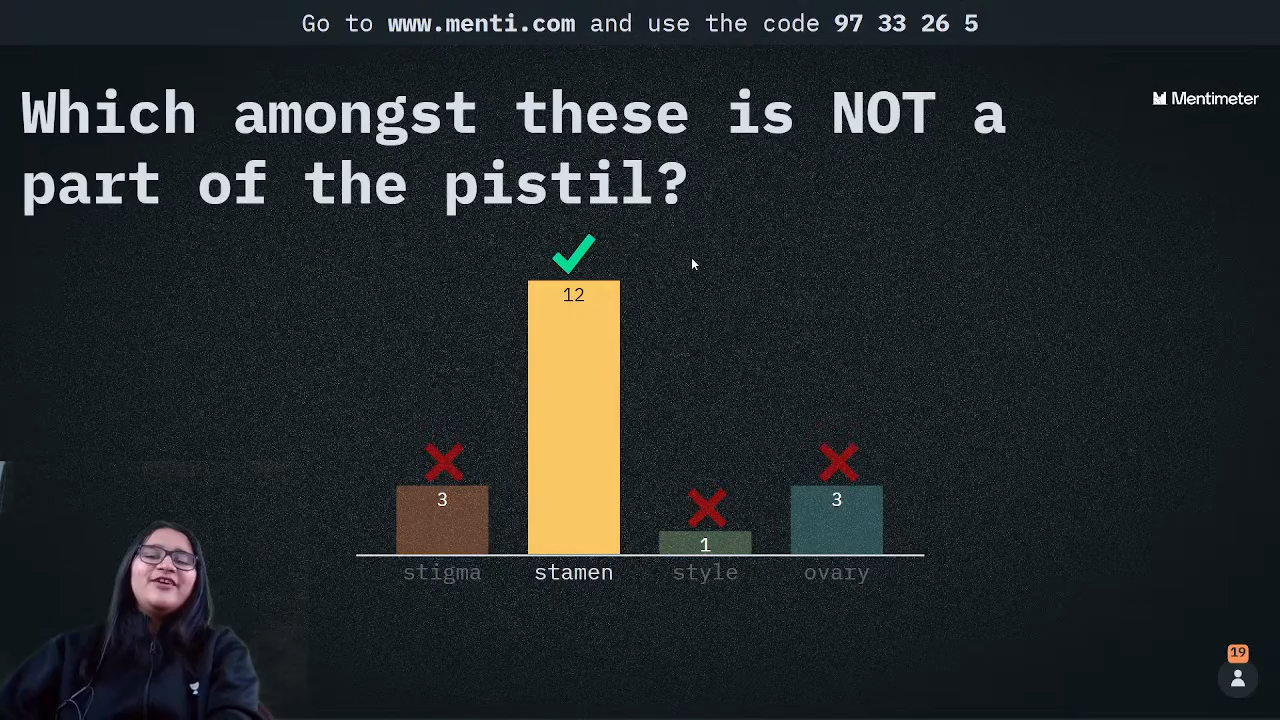 Go to www.menti.com and use the code 97 33 26 5
Which amongst these is NOT a
part of the pistil?
Mentimeter
12
3
3
1
stigma
stamen
style
ovary
19